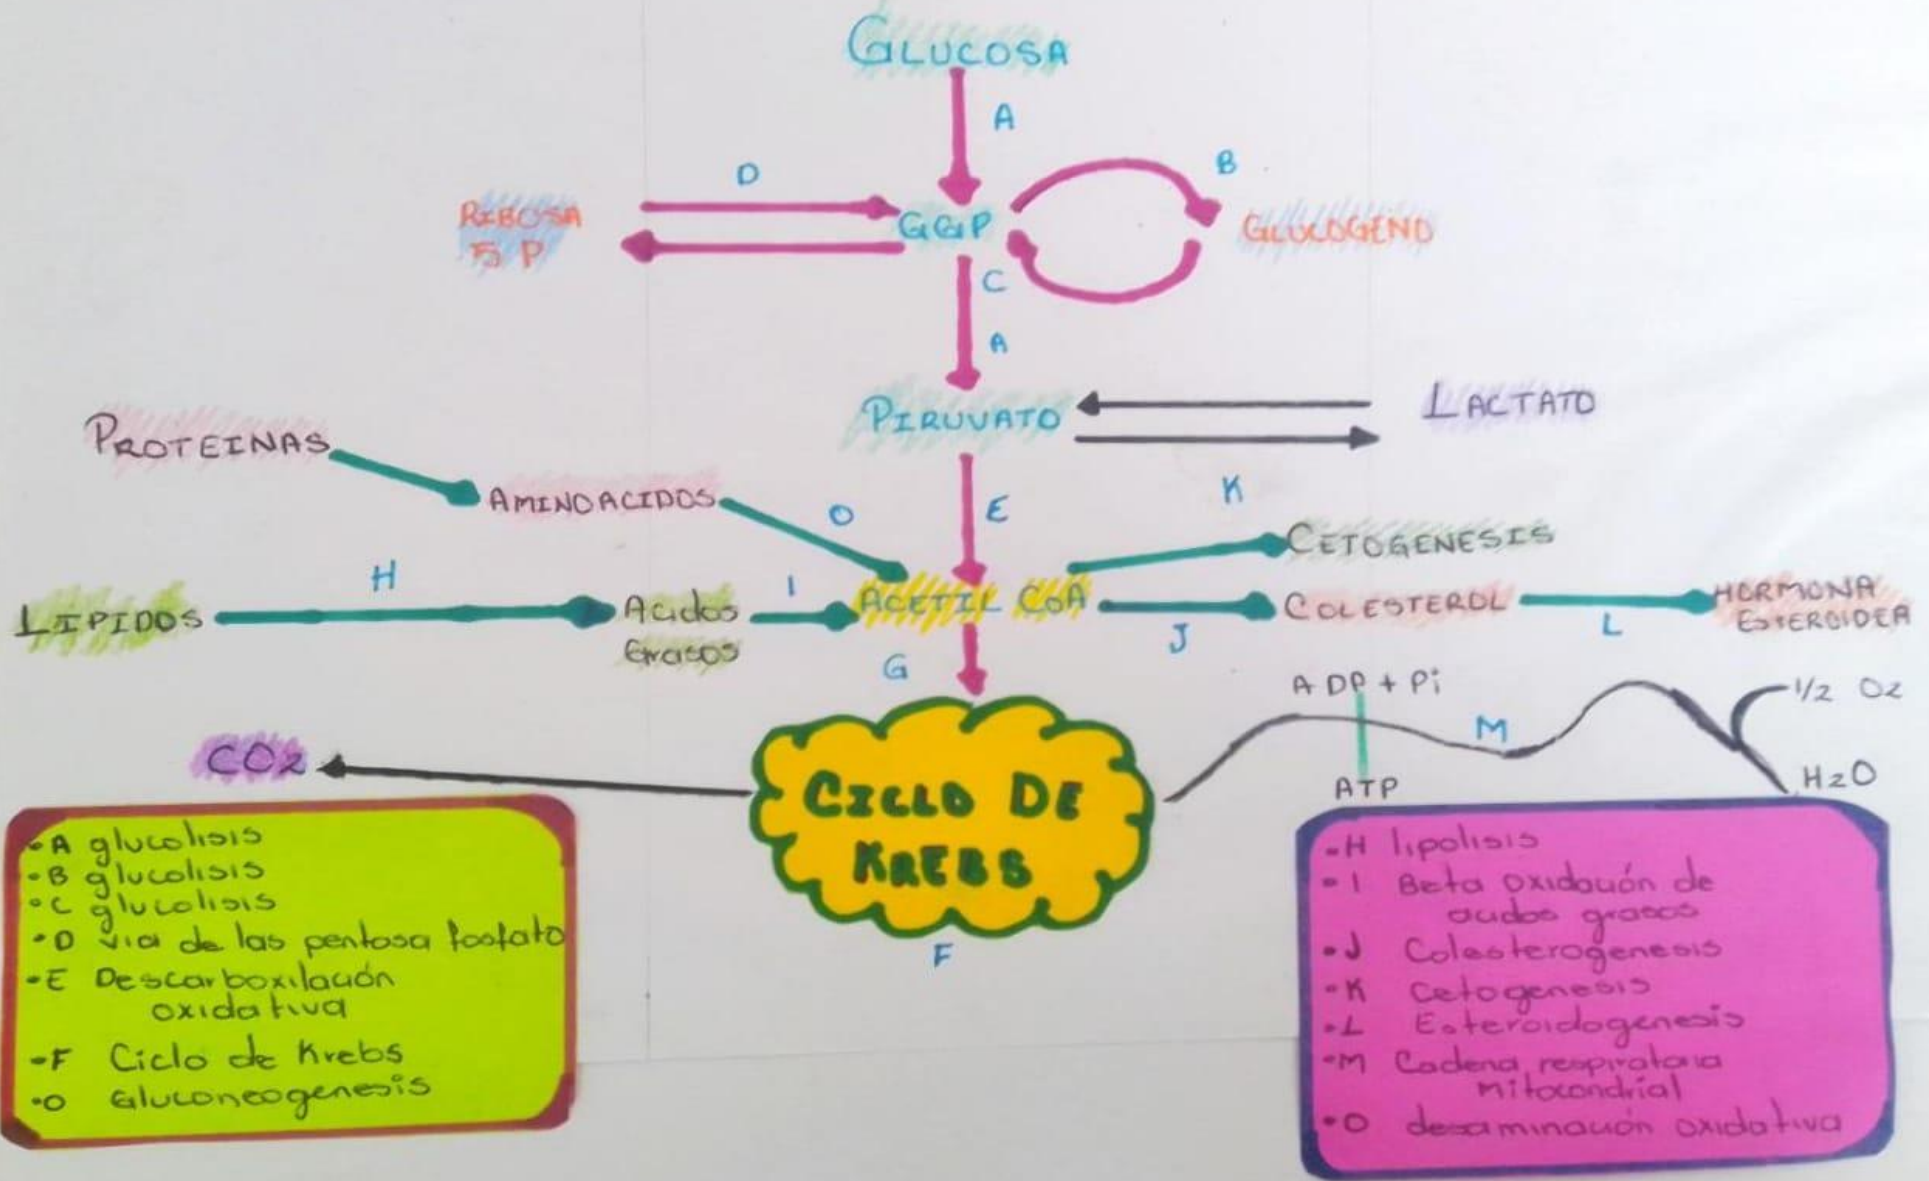 GLUCOSA
A
D
B
RIBOSA
5 P
GGP
GLUCOGENO
C
A
PIRUVATO
LACTATO
PROTEINAS
K
AMINOACIDOS
O
E
CETOGENESIS
H
I
LIPIDOS
Acidos
Grasos
ACETIL COA
COLESTEROL
HORMONA
ESTEROIDEA
J
L
G
ADP + Pi
1/2 O2
M
CO2
ATP
H2O
CICLO DE
KREBS
F
•A glucolisis
•B glucolisis
•C glucolisis
•D via de las pentosa fosfato
•E Descarboxilación
oxidativa
•F Ciclo de Krebs
•O Gluconeogenesis
•H lipolisis
•I Beta oxidación de
acidos grasos
•J Colesterogenesis
•K Cetogenesis
•L Esteroidogenesis
•M Cadena respiratoria
mitocondrial
•O desaminación oxidativa